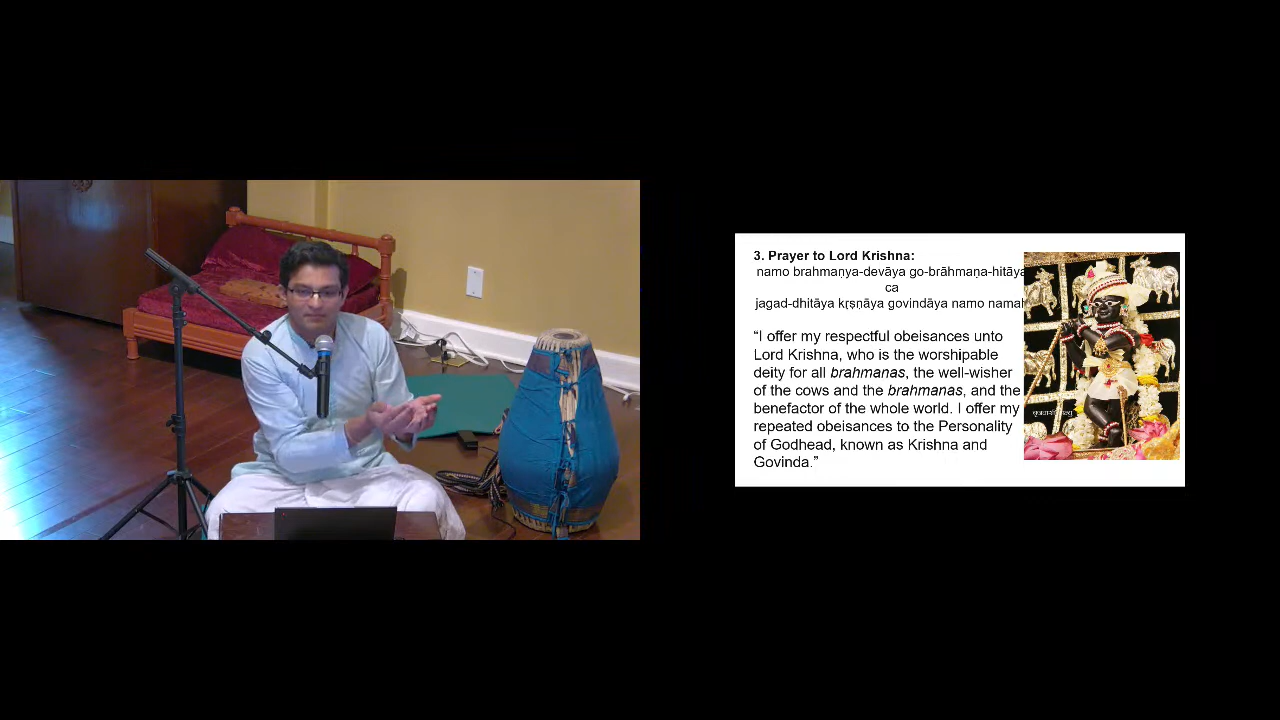 3. Prayer to Lord Krishna:
namo brahmaṇya-devāya go-brāhmaṇa-hitāya
ca
jagad-dhitāya kṛṣṇāya govindāya namo namaḥ
“I offer my respectful obeisances unto
Lord Krishna, who is the worshipable
deity for all brahmanas, the well-wisher
of the cows and the brahmanas, and the
benefactor of the whole world. I offer my
repeated obeisances to the Personality
of Godhead, known as Krishna and
Govinda.”